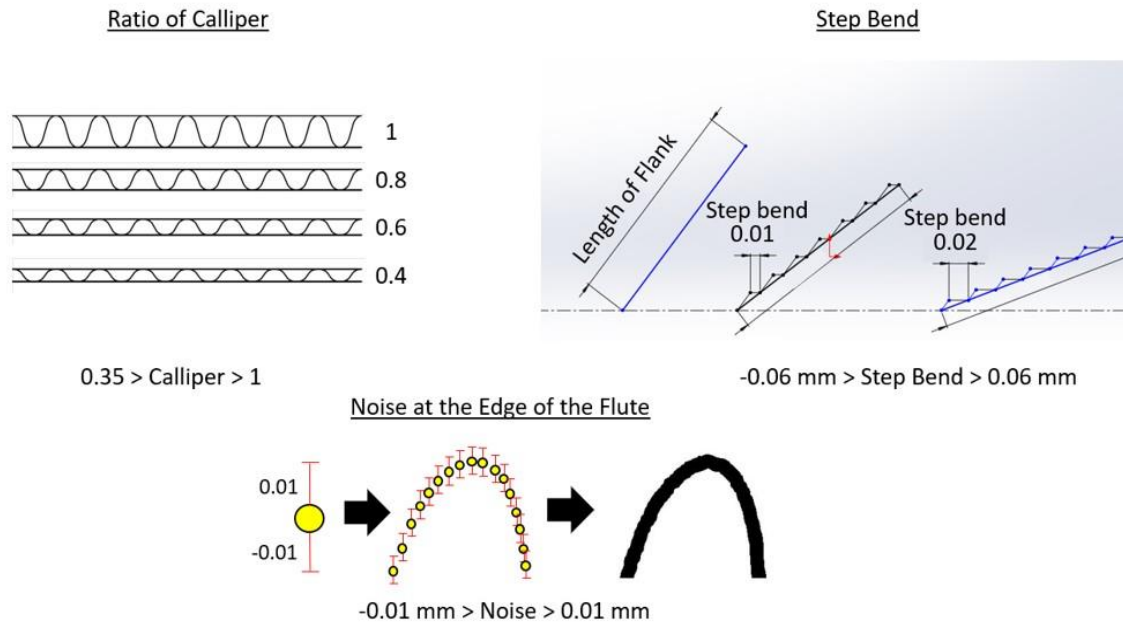 Ratio of Calliper
1
0.8
0.6
0.4
0.35 > Calliper > 1
Step Bend
Length of Flank
Step bend
0.01
Step bend
0.02
-0.06 mm > Step Bend > 0.06 mm
Noise at the Edge of the Flute
0.01
-0.01
-0.01 mm > Noise > 0.01 mm